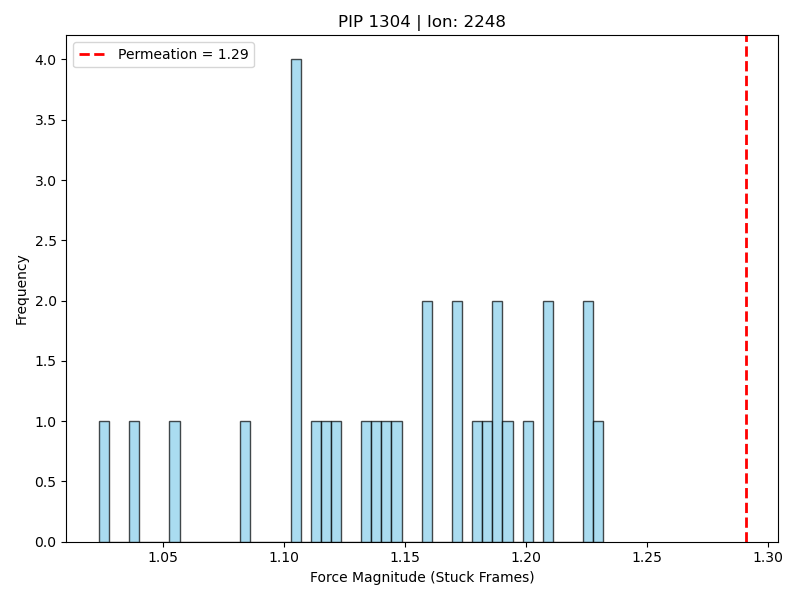 PIP 1304 | Ion: 2248
Permeation = 1.29
Frequency
4.0
3.5
3.0
2.5
2.0
1.5
1.0
0.5
0.0
1.05 1.10 1.15 1.20 1.25 1.30
Force Magnitude (Stuck Frames)